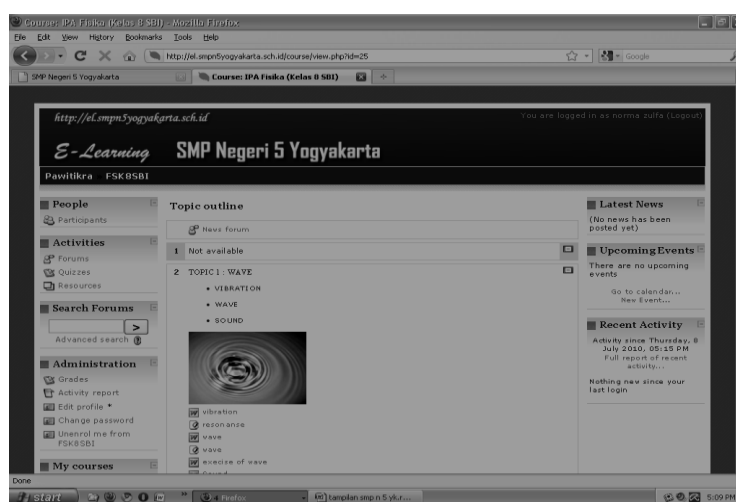 Course: IPA Fisika (Kelas 8 SBI) - Mozilla Firefox
File Edit View History Bookmarks Tools Help
http://el.smpn5yogyakarta.sch.id/course/view.php?id=25
Google
SMP Negeri 5 Yogyakarta
Course: IPA Fisika (Kelas 8 SBI)
http://el.smpn5yogyakarta.sch.id
You are logged in as norma zulfa (Logout)
E-Learning SMP Negeri 5 Yogyakarta
Pawitikra FSK8SBI
People
Participants
Activities
Forums
Quizzes
Resources
Search Forums
>
Advanced search
Administration
Grades
Activity report
Edit profile *
Change password
Unenrol me from
FSK8SBI
My courses
Topic outline
News forum
1 Not available
2 TOPIC 1 : WAVE
• VIBRATION
• WAVE
• SOUND
vibration
resonanse
wave
wave
execise of wave
Sound
Latest News
(No news has been
posted yet)
Upcoming Events
There are no upcoming
events
Go to calendar...
New Event...
Recent Activity
Activity since Thursday, 8
July 2010, 05:15 PM
Full report of recent
activity...
Nothing new since your
last login
Done
start
4 Firefox
tampilan smp n 5 yk.r...
5:09 PM